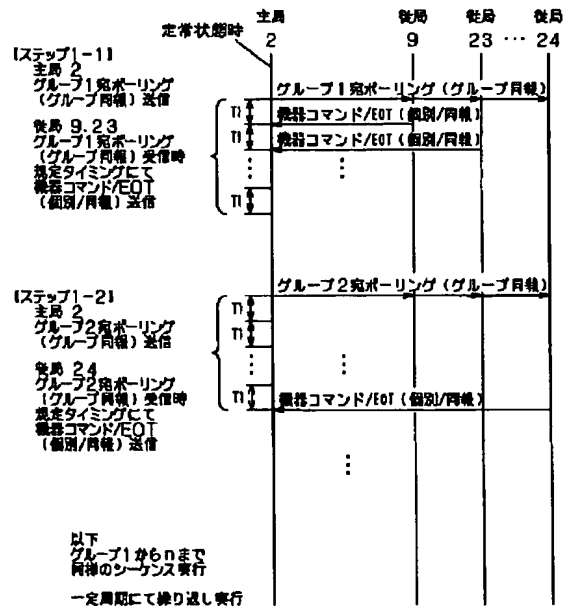 定常状態時
主局 従局 従局 従局
2 9 23 … 24
[ステップ1-1]
主局 2
グループ1宛ポーリング
(グループ同報) 送信
従局 9.23
グループ1宛ポーリング
(グループ同報) 受信時
規定タイミングにて
機器コマンド/EOT
(個別/同報) 送信
グループ1宛ポーリング (グループ同報)
T1
機器コマンド/EOT (個別/同報)
T1
機器コマンド/EOT (個別/同報)
T1
[ステップ1-2]
主局 2
グループ2宛ポーリング
(グループ同報) 送信
従局 24
グループ2宛ポーリング
(グループ同報) 受信時
規定タイミングにて
機器コマンド/EOT
(個別/同報) 送信
グループ2宛ポーリング (グループ同報)
T1
T1
T1
機器コマンド/EOT (個別/同報)
以下
グループ1からnまで
同様のシーケンス実行
一定周期にて繰り返し実行